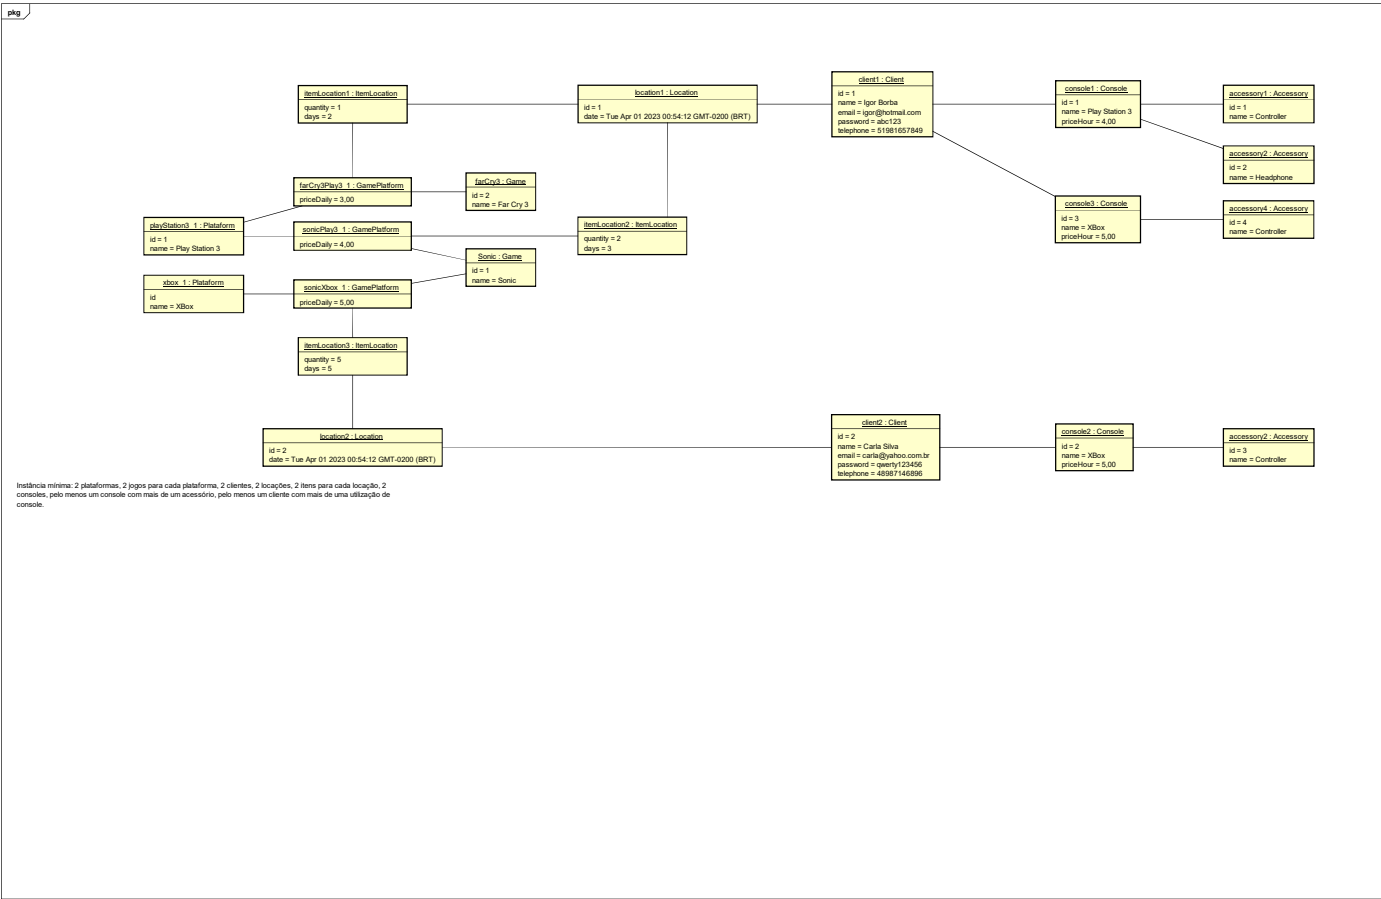 pkg
itemLocation1 : ItemLocation
quantity = 1
days = 2
location1 : Location
id = 1
date = Tue Apr 01 2023 00:54:12 GMT-0200 (BRT)
client1 : Client
id = 1
name = Igor Borba
email = igor@hotmail.com
password = abc123
telephone = 51981657849
console1 : Console
id = 1
name = Play Station 3
priceHour = 4,00
accessory1 : Accessory
id = 1
name = Controller
accessory2 : Accessory
id = 2
name = Headphone
farCry3Play3_1 : GamePlatform
priceDaily = 3,00
farCry3 : Game
id = 2
name = Far Cry 3
console3 : Console
id = 3
name = XBox
priceHour = 5,00
accessory4 : Accessory
id = 4
name = Controller
playStation3_1 : Plataform
id = 1
name = Play Station 3
sonicPlay3_1 : GamePlatform
priceDaily = 4,00
itemLocation2 : ItemLocation
quantity = 2
days = 3
Sonic : Game
id = 1
name = Sonic
xbox_1 : Plataform
id
name = XBox
sonicXbox_1 : GamePlatform
priceDaily = 5,00
itemLocation3 : ItemLocation
quantity = 5
days = 5
location2 : Location
id = 2
date = Tue Apr 01 2023 00:54:12 GMT-0200 (BRT)
client2 : Client
id = 2
name = Carla Silva
email = carla@yahoo.com.br
password = qwerty123456
telephone = 48987146896
console2 : Console
id = 2
name = XBox
priceHour = 5,00
accessory2 : Accessory
id = 3
name = Controller
Instância mínima: 2 plataformas, 2 jogos para cada plataforma, 2 clientes, 2 locações, 2 itens para cada locação, 2
consoles, pelo menos um console com mais de um acessório, pelo menos um cliente com mais de uma utilização de
console.